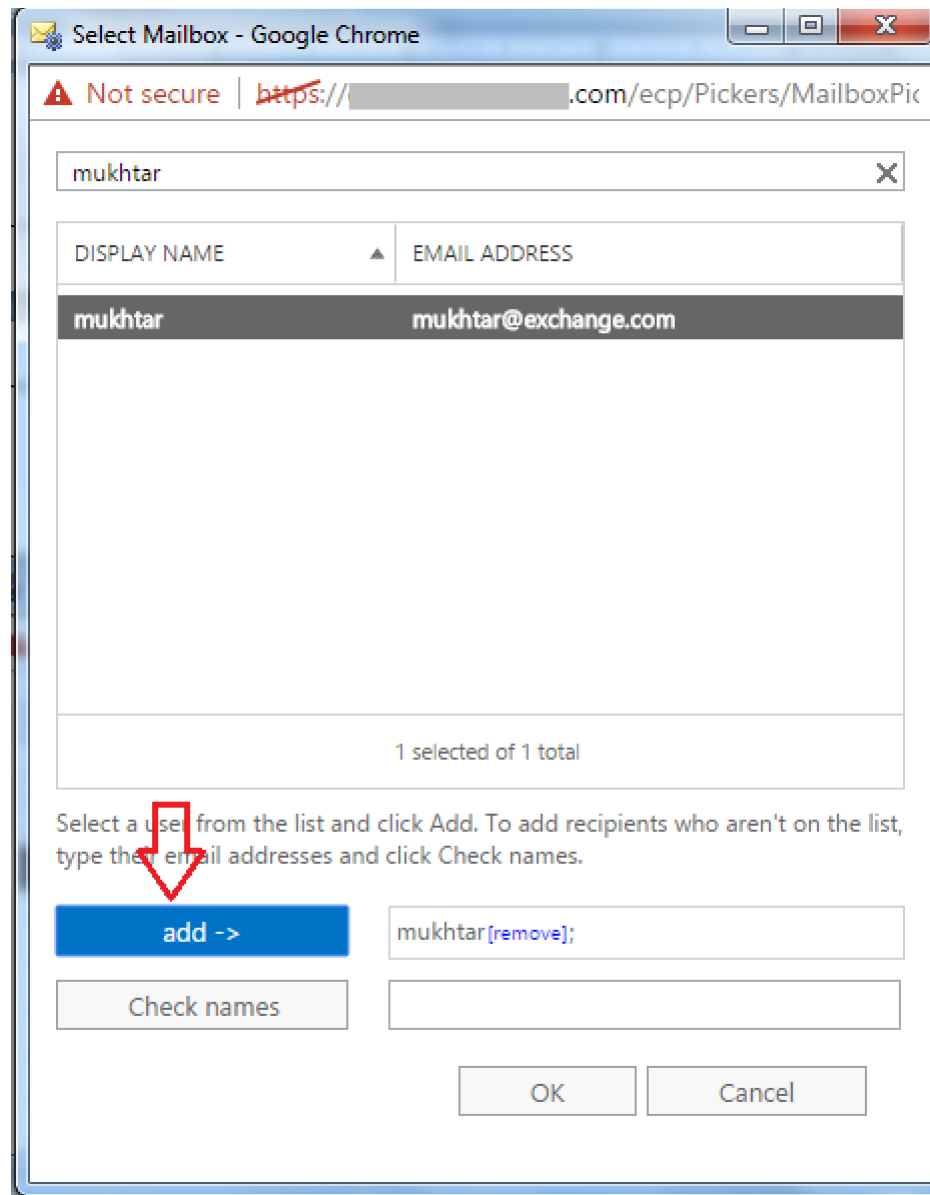 Select Mailbox - Google Chrome
Not secure https:// .com/ecp/Pickers/MailboxPic
mukhtar
DISPLAY NAME EMAIL ADDRESS
mukhtar mukhtar@exchange.com
1 selected of 1 total
Select a user from the list and click Add. To add recipients who aren't on the list,
type their email addresses and click Check names.
add -> mukhtar[remove];
Check names
OK Cancel